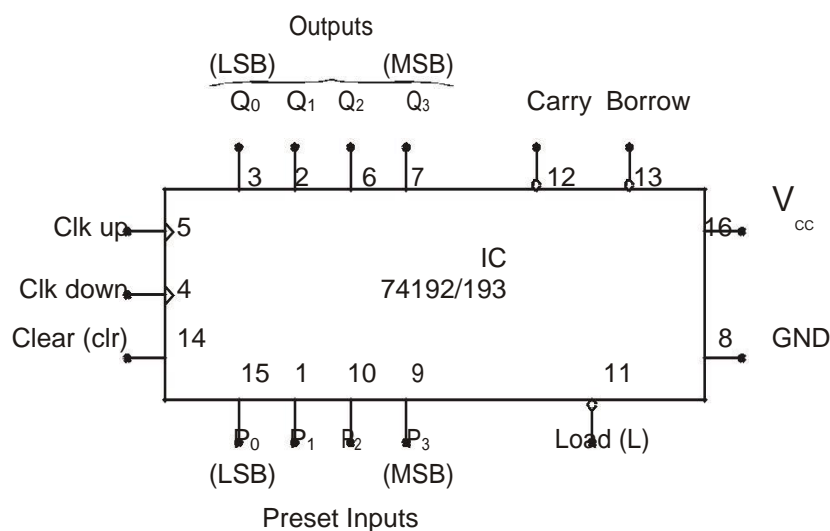 Outputs
(LSB) (MSB)
Q₀ Q₁ Q₂ Q₃ Carry Borrow
3 2 6 7 12 13
Clk up 5 16 V_cc
IC
Clk down 4 74192/193
Clear (clr) 14 8 GND
15 1 10 9 11
P₀ P₁ P₂ P₃ Load (L)
(LSB) (MSB)
Preset Inputs